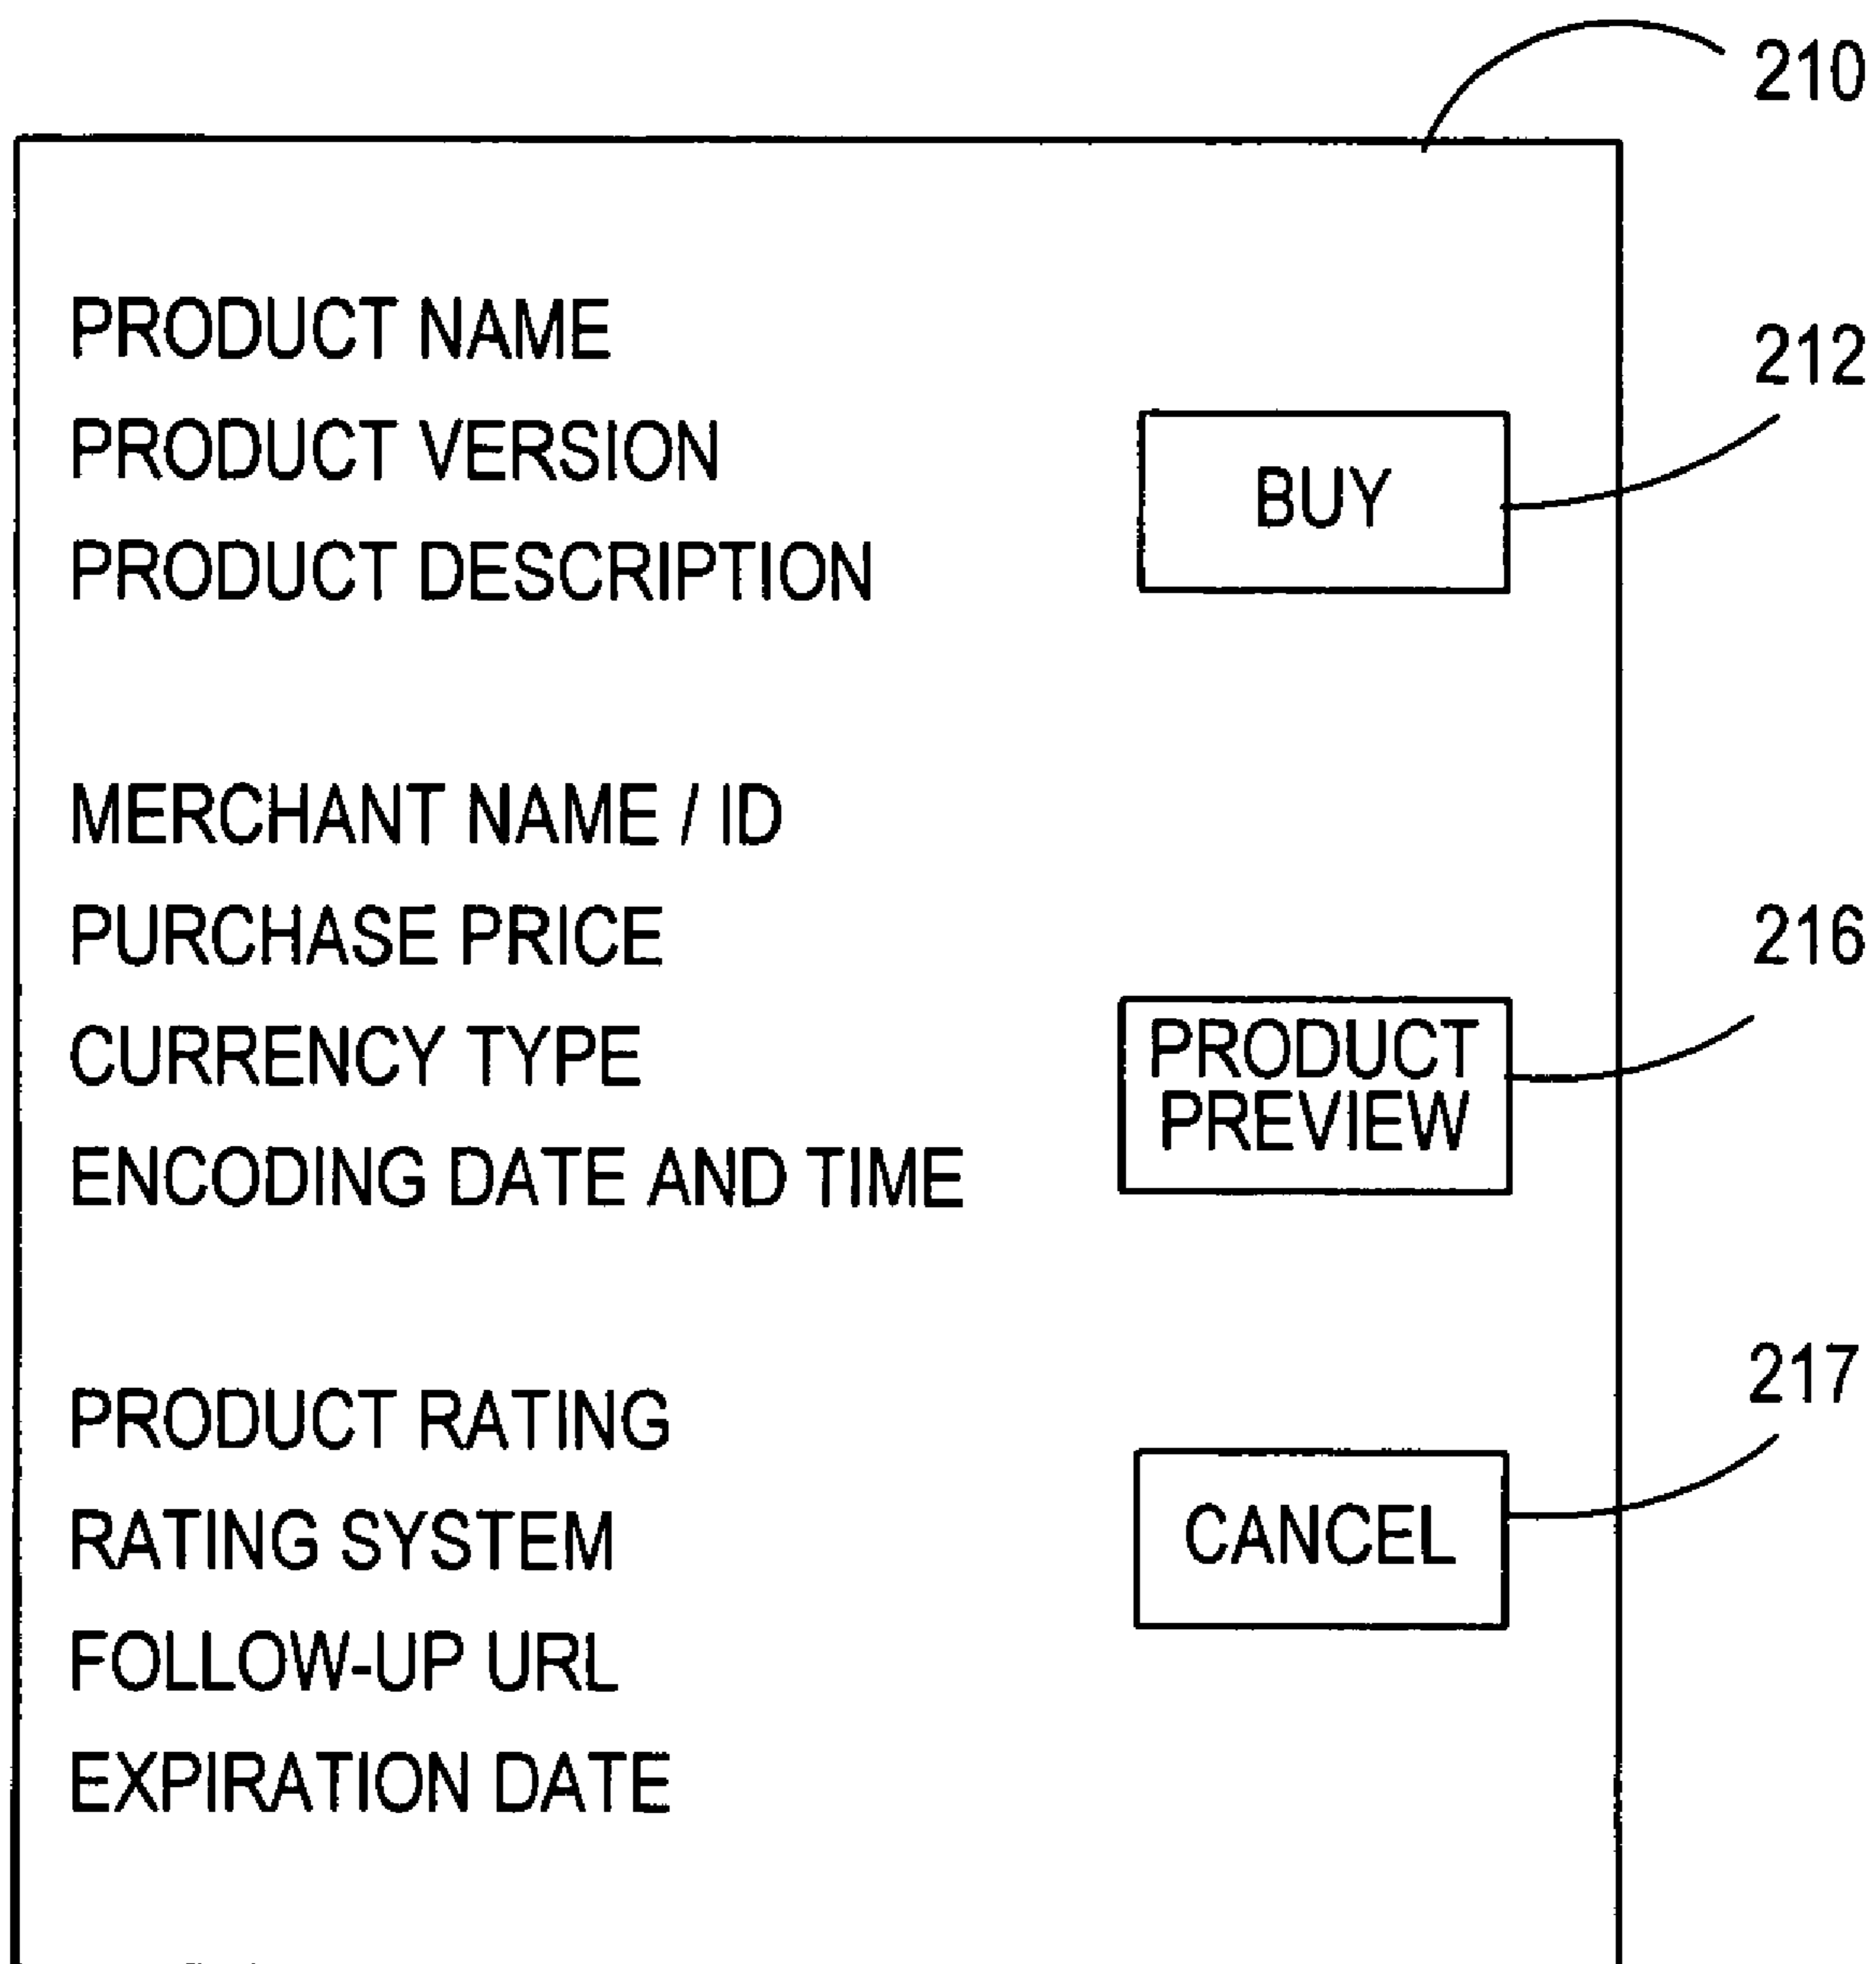 210
PRODUCT NAME
212
PRODUCT VERSION
BUY
PRODUCT DESCRIPTION
MERCHANT NAME / ID
PURCHASE PRICE
216
CURRENCY TYPE
PRODUCT
PREVIEW
ENCODING DATE AND TIME
217
PRODUCT RATING
RATING SYSTEM
CANCEL
FOLLOW-UP URL
EXPIRATION DATE